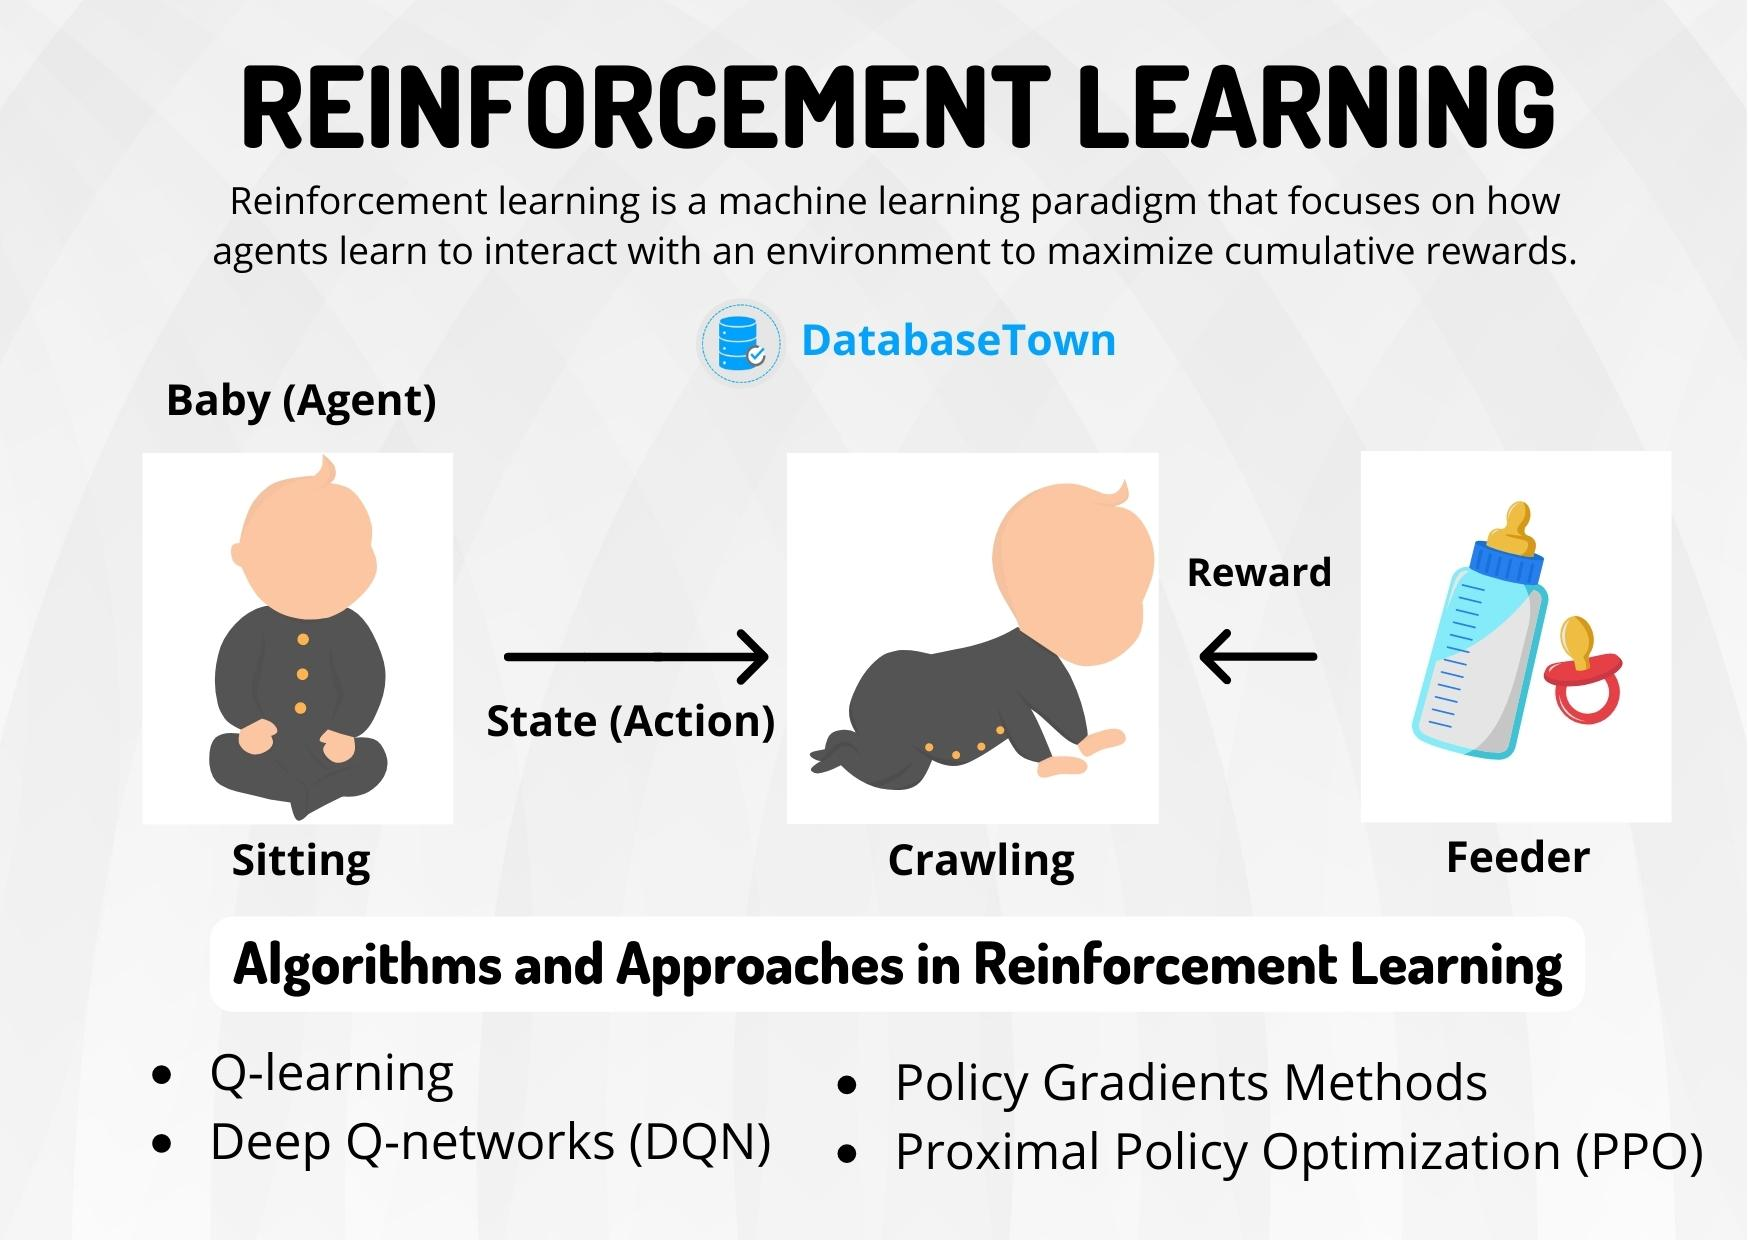 REINFORCEMENT LEARNING
Reinforcement learning is a machine learning paradigm that focuses on how
agents learn to interact with an environment to maximize cumulative rewards.
DatabaseTown
Baby (Agent)
Reward
State (Action)
Sitting
Crawling
Feeder
Algorithms and Approaches in Reinforcement Learning
• Q-learning
• Deep Q-networks (DQN)
• Policy Gradients Methods
• Proximal Policy Optimization (PPO)